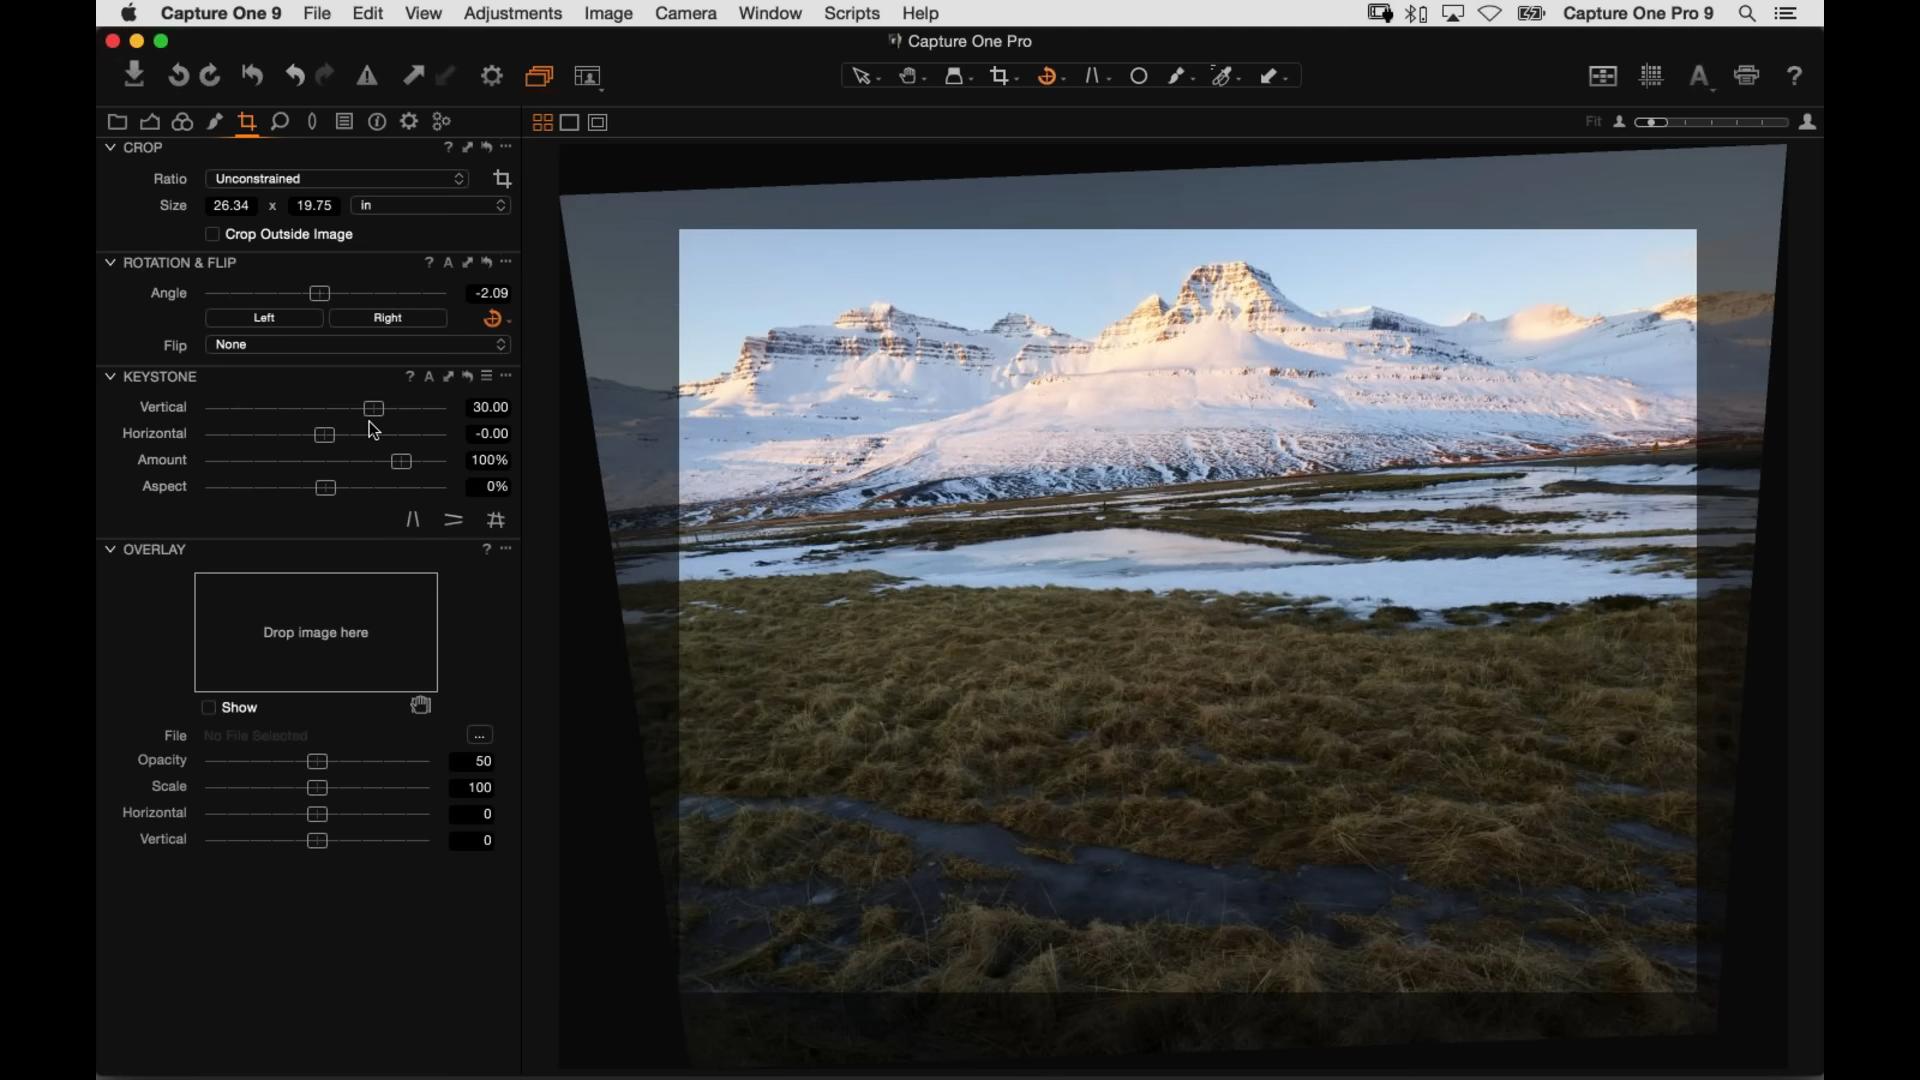 Capture One 9 File Edit View Adjustments Image Camera Window Scripts Help Capture One Pro 9
Capture One Pro
Fit
CROP
Ratio Unconstrained
Size 26.34 x 19.75 in
Crop Outside Image
ROTATION & FLIP
Angle -2.09
Left Right
Flip None
KEYSTONE
Vertical 30.00
Horizontal -0.00
Amount 100%
Aspect 0%
OVERLAY
Drop image here
Show
File No File Selected ...
Opacity 50
Scale 100
Horizontal 0
Vertical 0